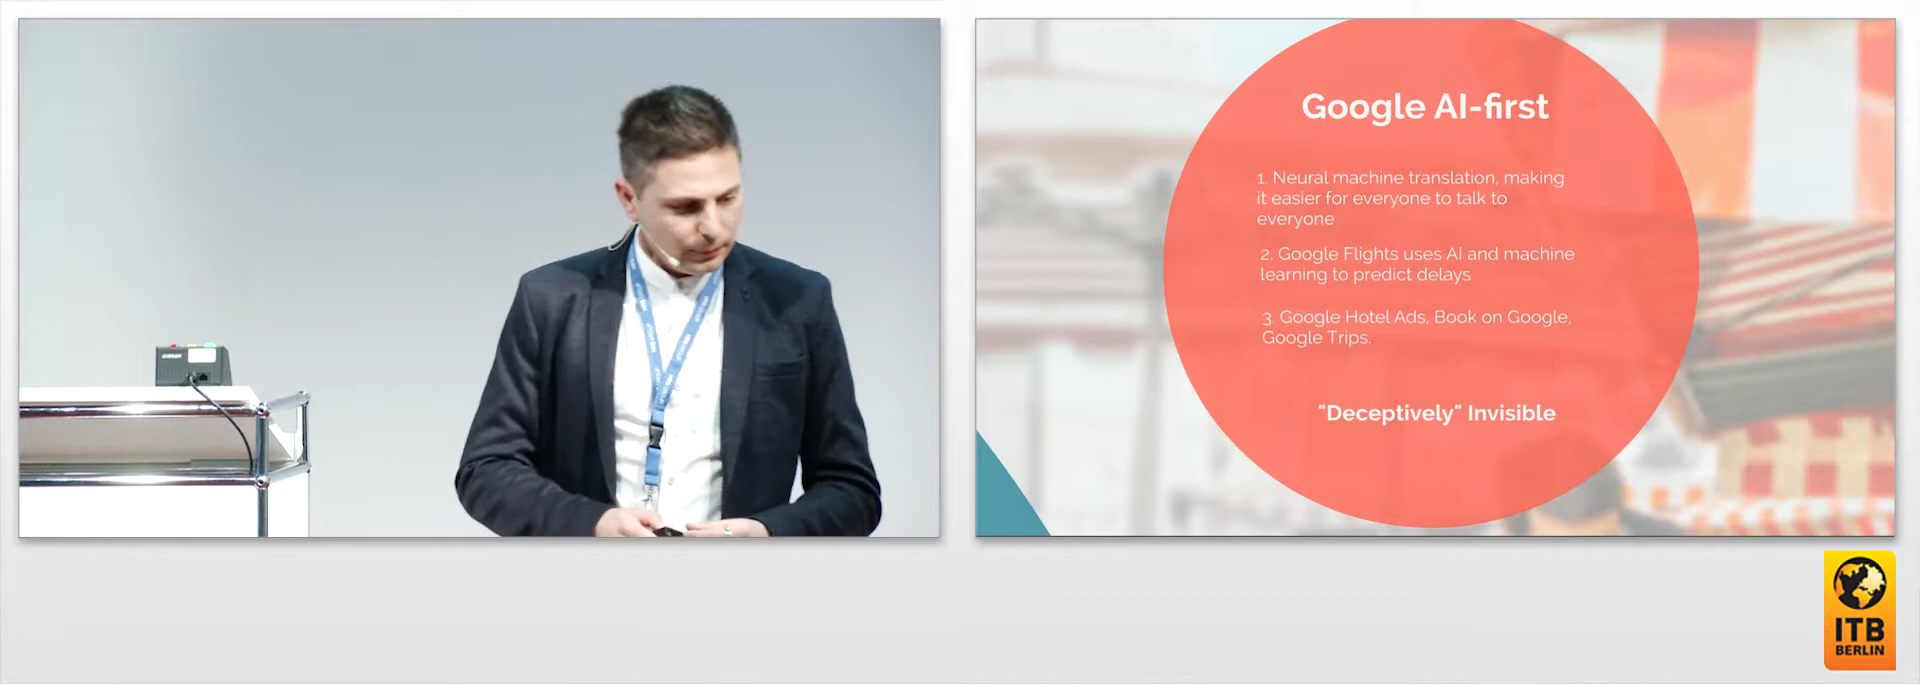 Google AI-first
1. Neural machine translation, making
it easier for everyone to talk to
everyone
2. Google Flights uses AI and machine
learning to predict delays
3. Google Hotel Ads, Book on Google,
Google Trips.
"Deceptively" Invisible
ITB
BERLIN